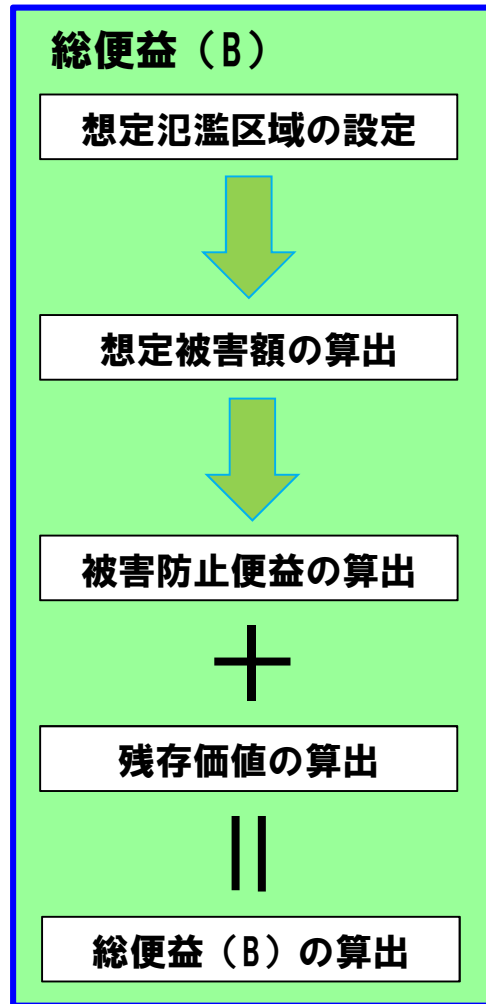 総便益（B）
想定氾濫区域の設定
想定被害額の算出
被害防止便益の算出
＋
残存価値の算出
＝
総便益（B）の算出